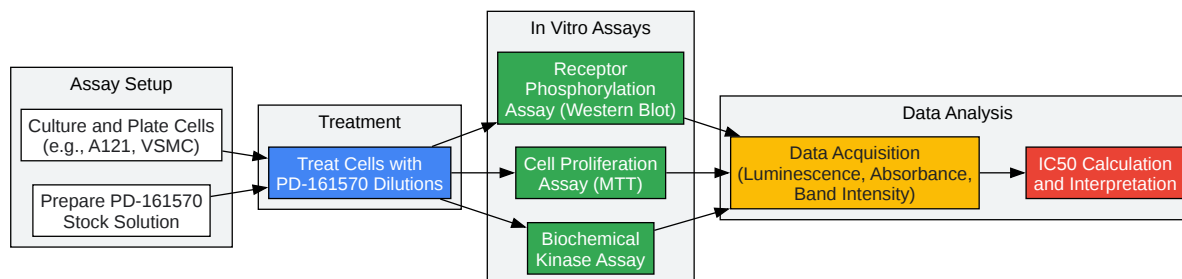 Assay Setup
Culture and Plate Cells
(e.g., A121, VSMC)
Prepare PD-161570
Stock Solution
Treatment
Treat Cells with
PD-161570 Dilutions
In Vitro Assays
Receptor
Phosphorylation
Assay (Western Blot)
Cell Proliferation
Assay (MTT)
Biochemical
Kinase Assay
Data Analysis
Data Acquisition
(Luminescence, Absorbance,
Band Intensity)
IC50 Calculation
and Interpretation